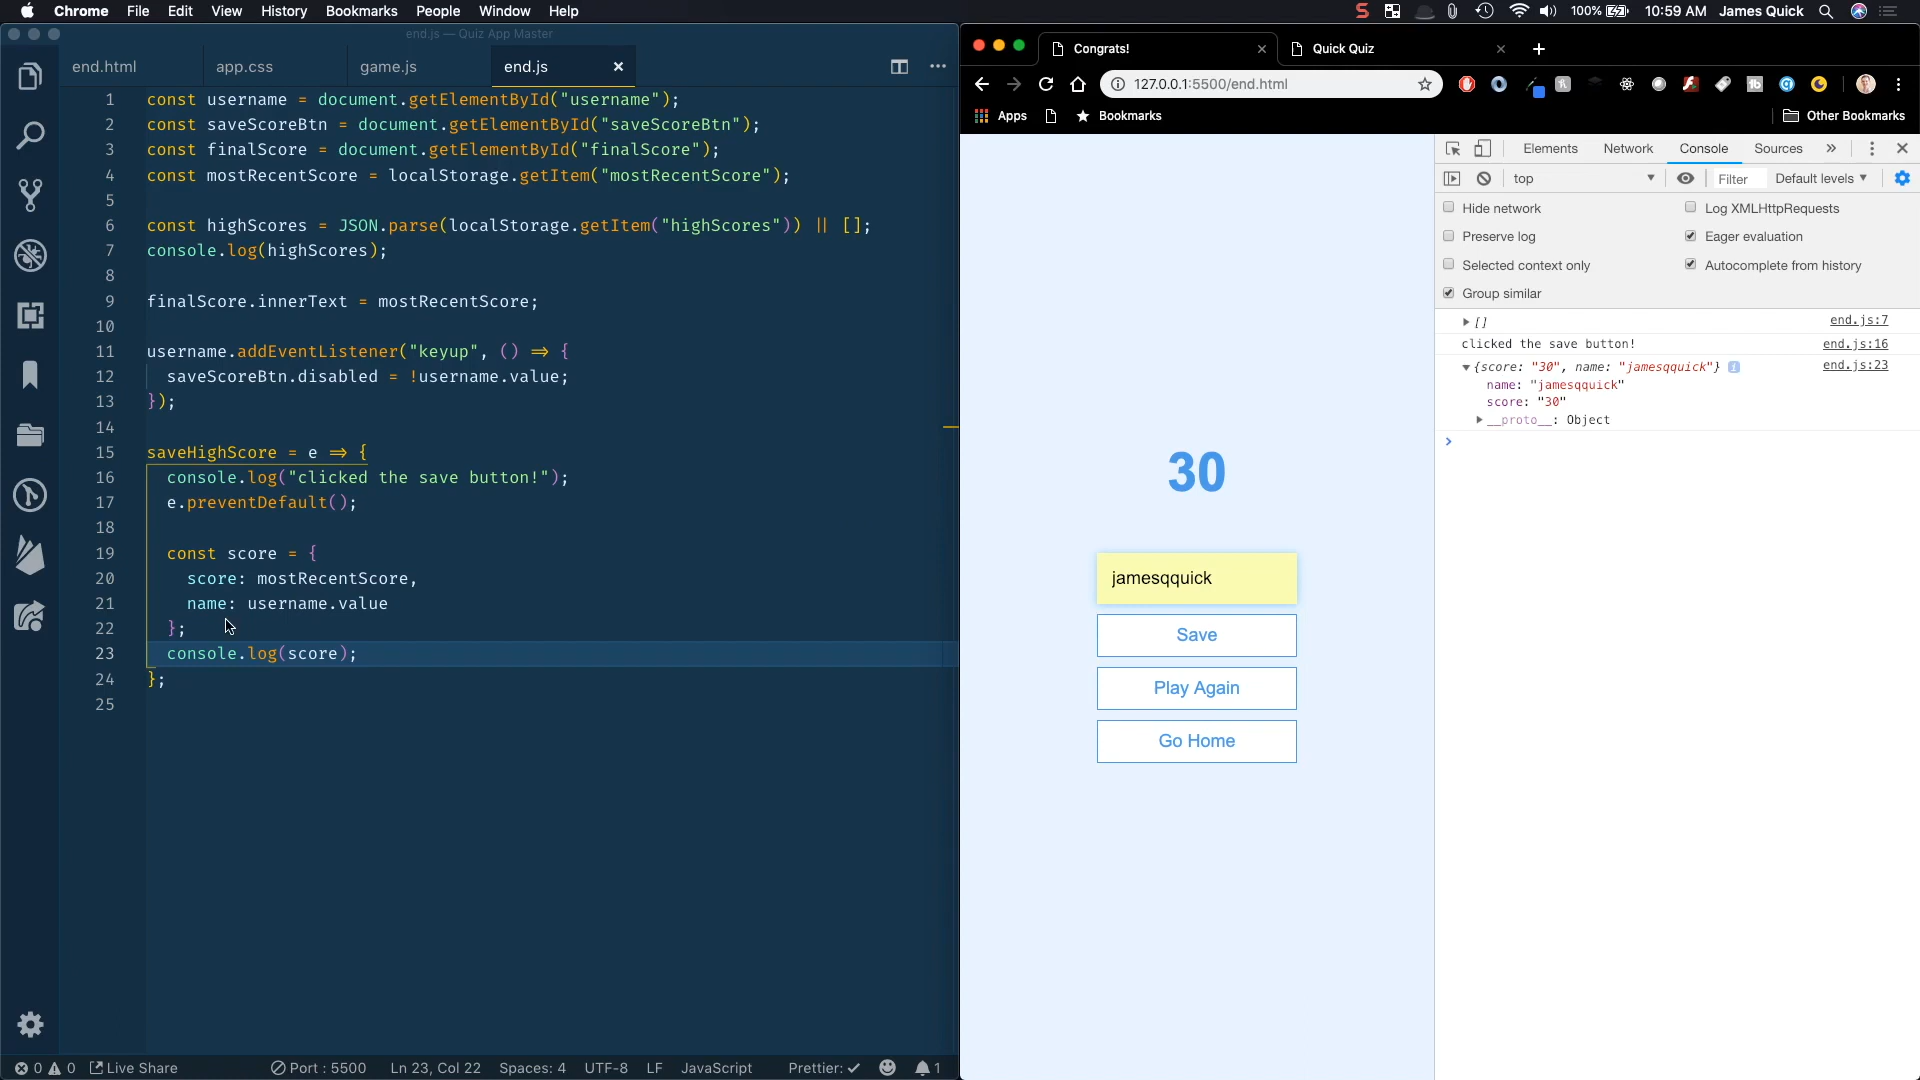 Chrome File Edit View History Bookmarks People Window Help
100% 10:59 AM James Quick
end.js — Quiz App Master
end.html app.css game.js end.js
1 const username = document.getElementById("username");
2 const saveScoreBtn = document.getElementById("saveScoreBtn");
3 const finalScore = document.getElementById("finalScore");
4 const mostRecentScore = localStorage.getItem("mostRecentScore");
5
6 const highScores = JSON.parse(localStorage.getItem("highScores")) || [];
7 console.log(highScores);
8
9 finalScore.innerText = mostRecentScore;
10
11 username.addEventListener("keyup", () => {
12 saveScoreBtn.disabled = !username.value;
13 });
14
15 saveHighScore = e => {
16 console.log("clicked the save button!");
17 e.preventDefault();
18
19 const score = {
20 score: mostRecentScore,
21 name: username.value
22 };
23 console.log(score);
24 };
25
0 0 Live Share Port : 5500 Ln 23, Col 22 Spaces: 4 UTF-8 LF JavaScript Prettier: ✓ 1
Congrats! Quick Quiz
127.0.0.1:5500/end.html
Apps Bookmarks Other Bookmarks
30
jamesqquick
Save
Play Again
Go Home
Elements Network Console Sources »
top Filter Default levels
Hide network Log XMLHttpRequests
Preserve log Eager evaluation
Selected context only Autocomplete from history
Group similar
[] end.js:7
clicked the save button! end.js:16
{score: "30", name: "jamesqquick"} end.js:23
name: "jamesqquick"
score: "30"
__proto__: Object